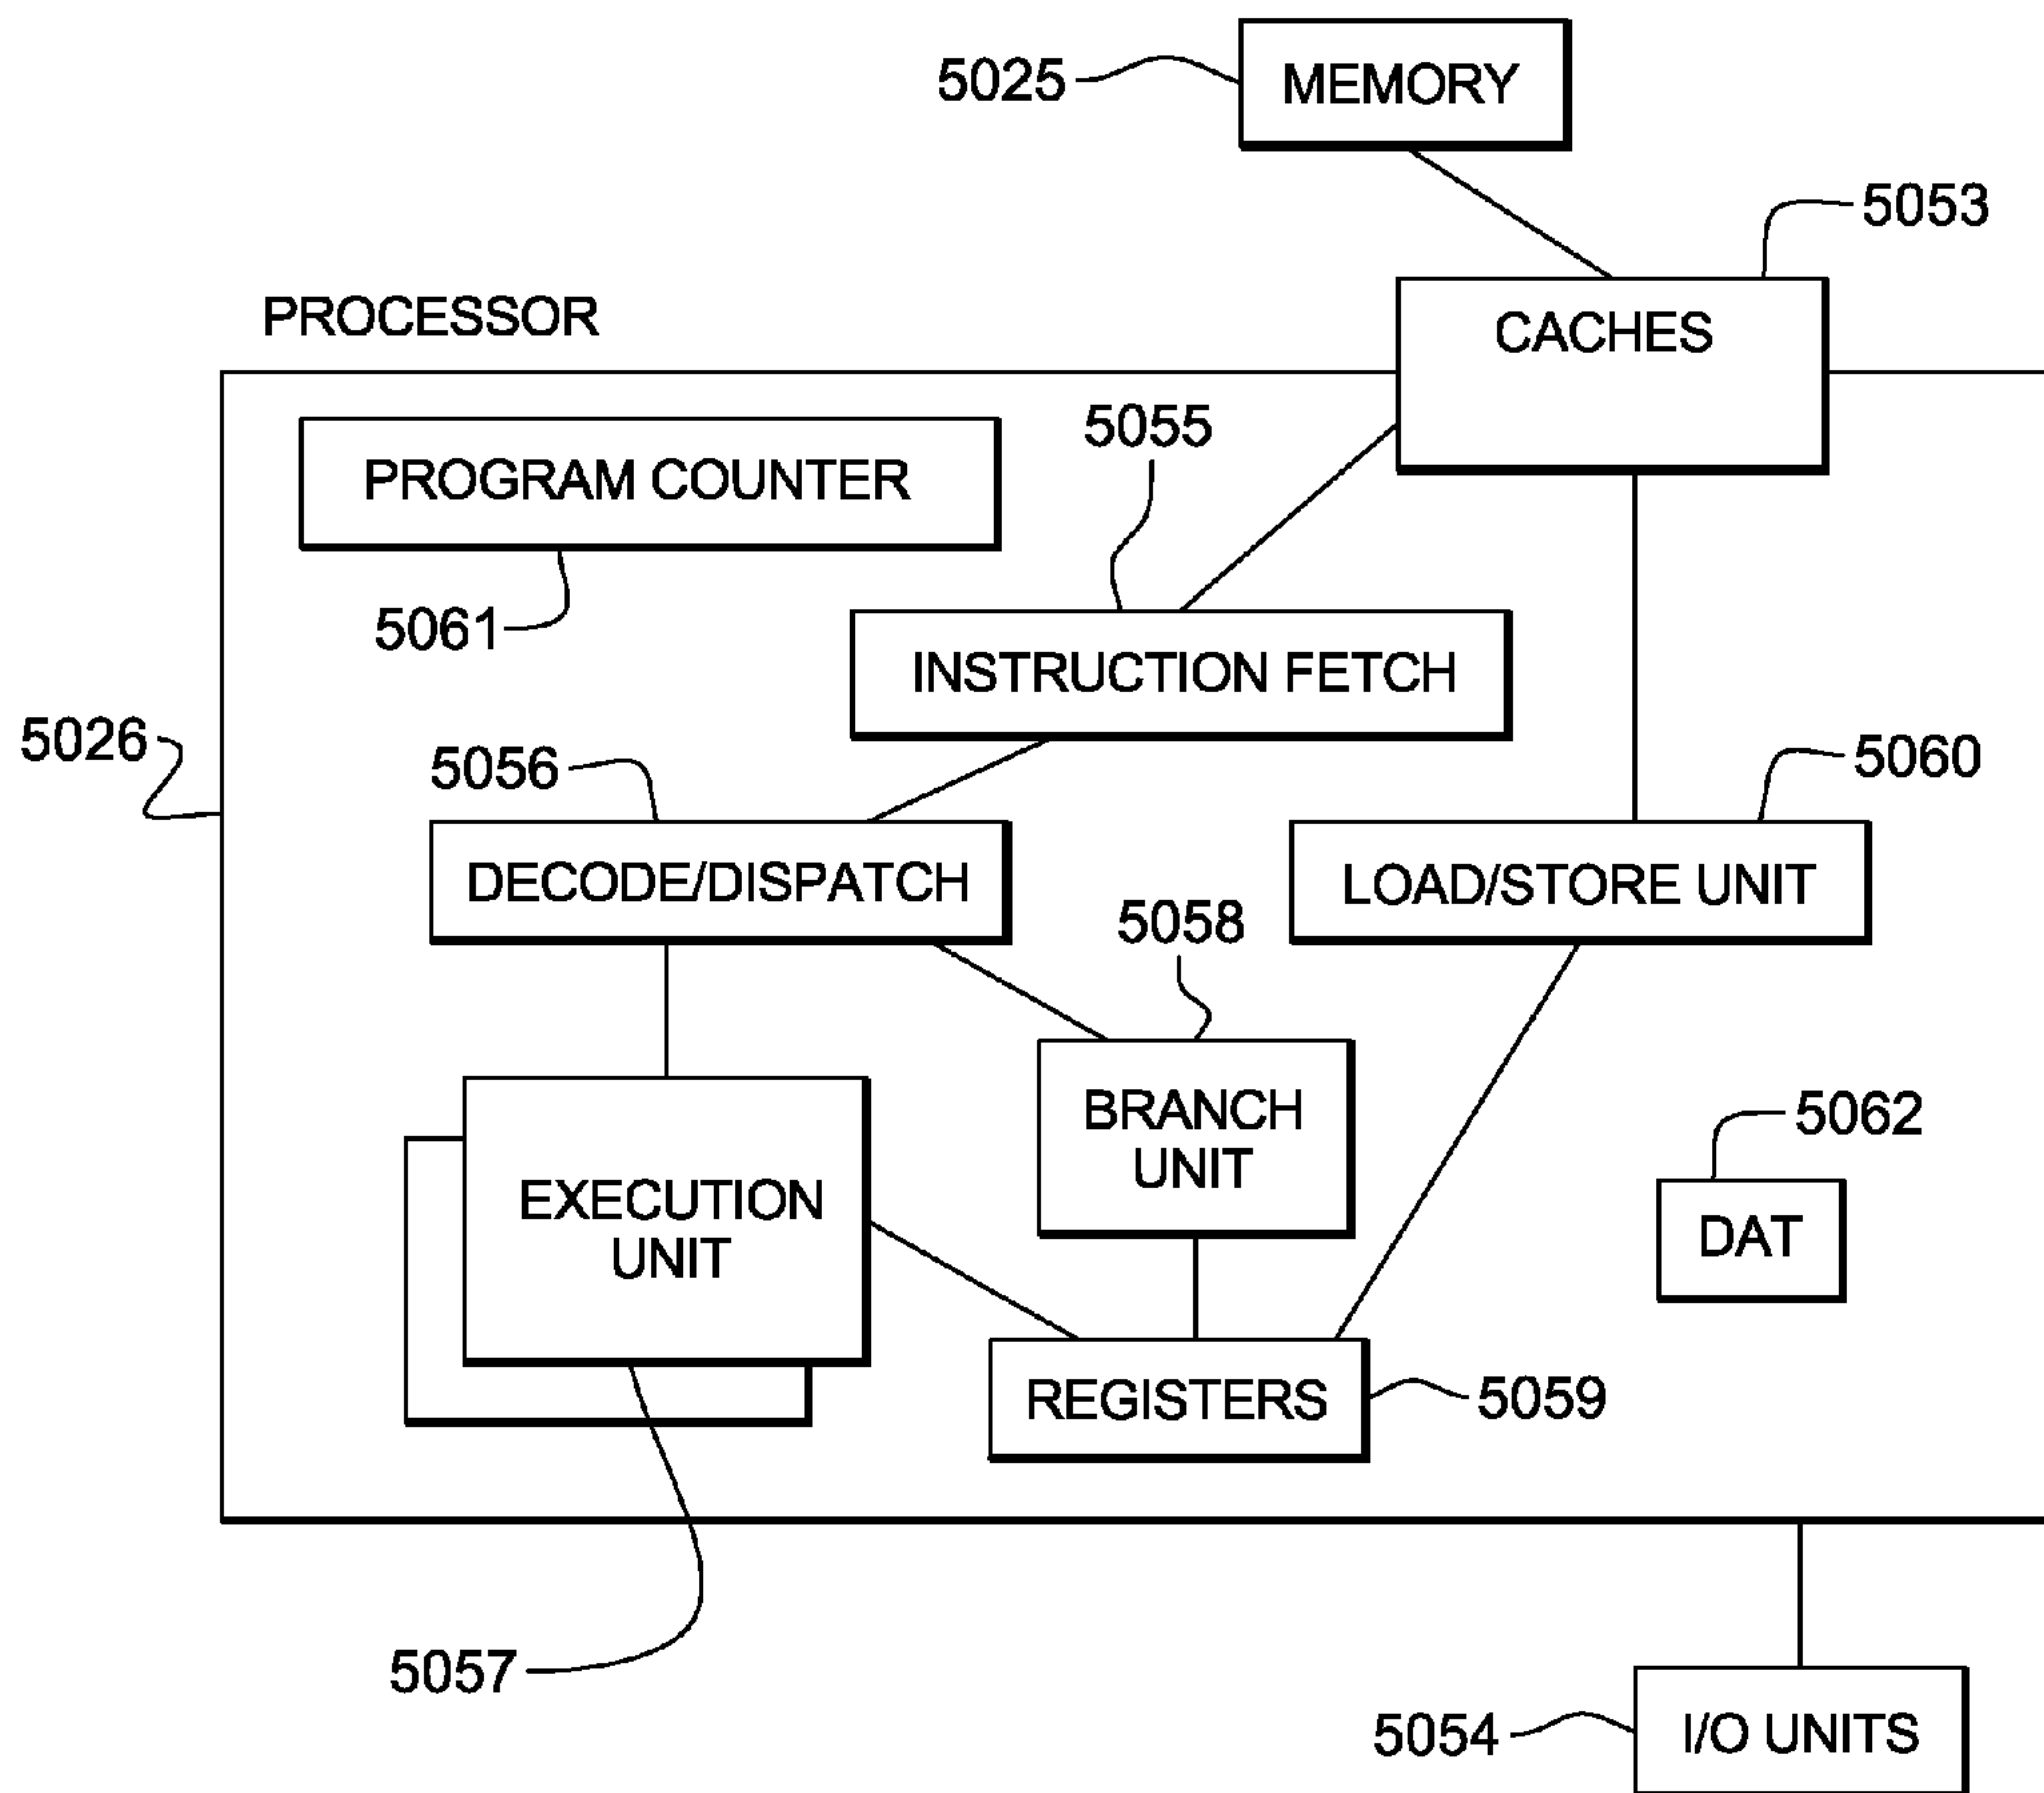 MEMORY
5025
5053
CACHES
PROCESSOR
PROGRAM COUNTER
5055
5061
INSTRUCTION FETCH
5026
5056
5060
DECODE/DISPATCH
LOAD/STORE UNIT
5058
BRANCH
UNIT
5062
EXECUTION
UNIT
DAT
REGISTERS
5059
5057
5054
I/O UNITS